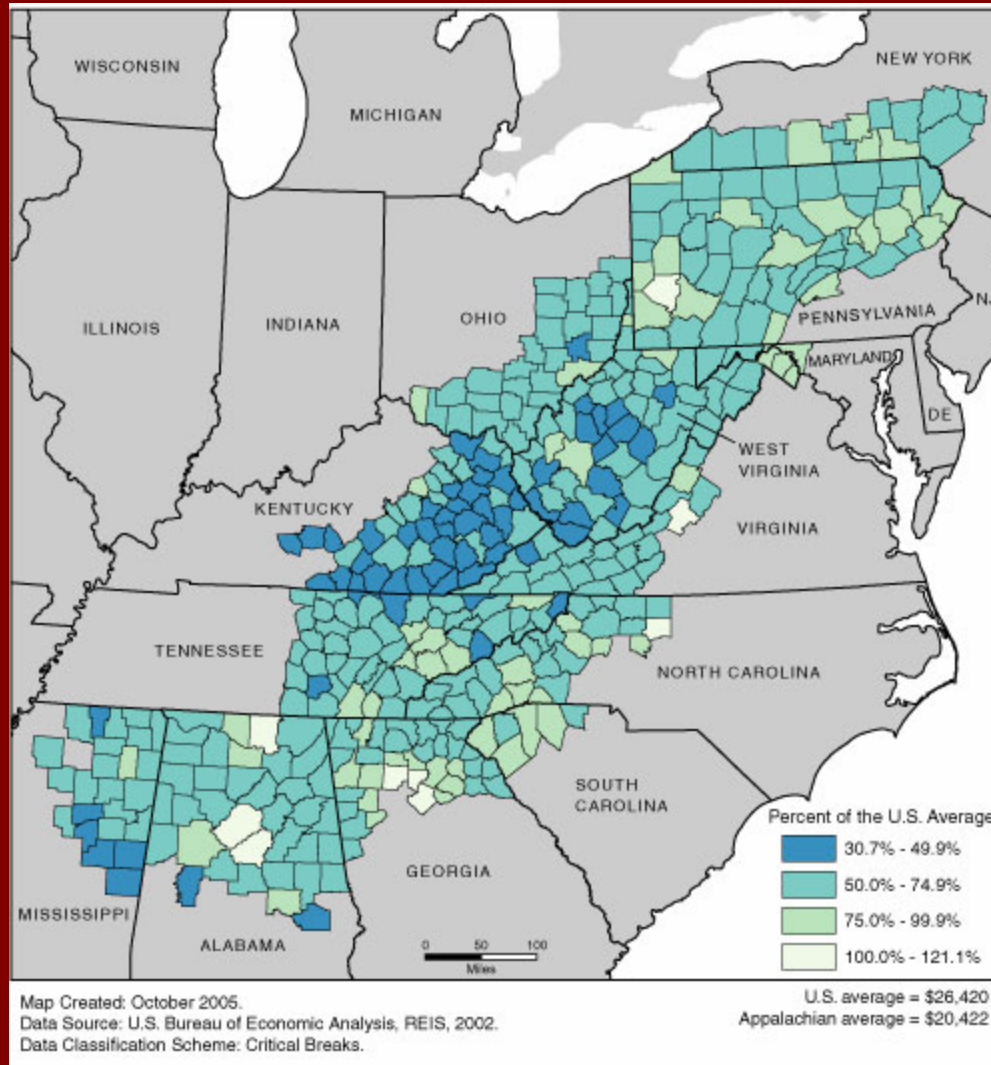 WISCONSIN
MICHIGAN
NEW YORK
ILLINOIS
INDIANA
OHIO
PENNSYLVANIA
NJ
MARYLAND
DE
WEST
VIRGINIA
KENTUCKY
VIRGINIA
TENNESSEE
NORTH CAROLINA
SOUTH
CAROLINA
GEORGIA
MISSISSIPPI
ALABAMA
Percent of the U.S. Average
30.7% - 49.9%
50.0% - 74.9%
75.0% - 99.9%
100.0% - 121.1%
0 50 100
Miles
Map Created: October 2005.
Data Source: U.S. Bureau of Economic Analysis, REIS, 2002.
Data Classification Scheme: Critical Breaks.
U.S. average = $26,420
Appalachian average = $20,422